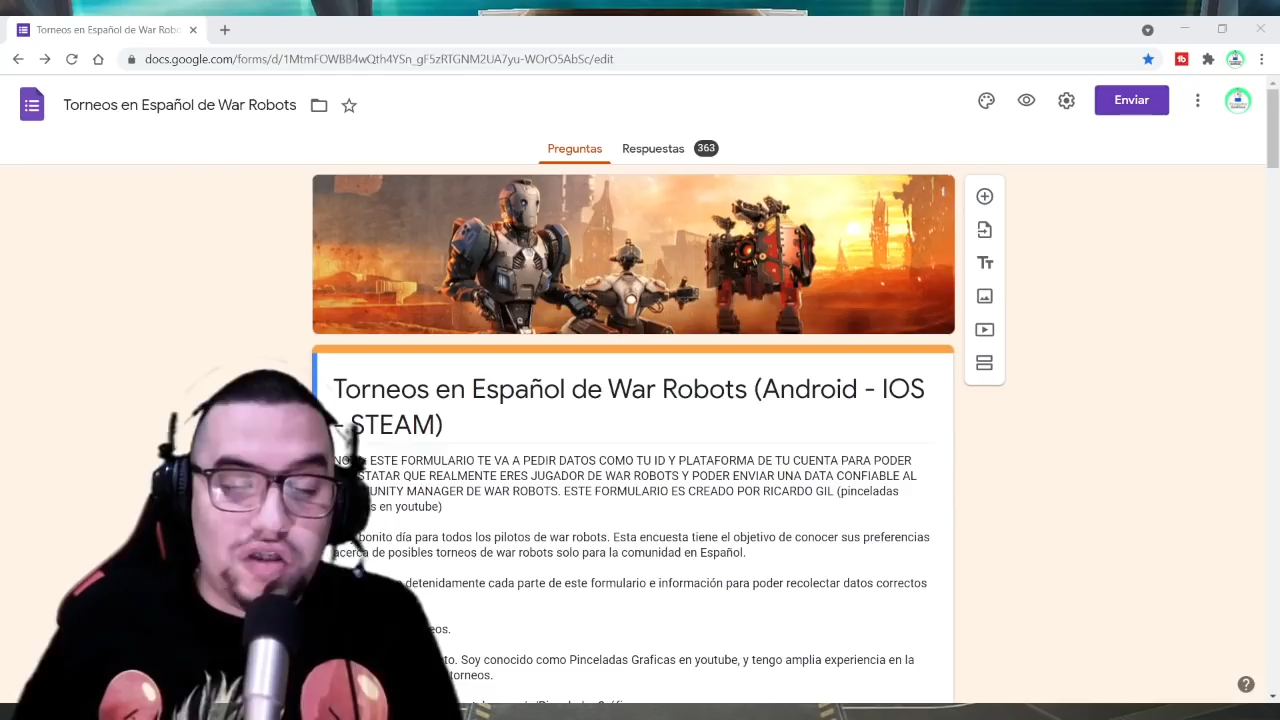 Torneos en Español de War Robo
docs.google.com/forms/d/1MtmFOWBB4wQth4YSn_gF5zRTGNM2UA7yu-WOrO5AbSc/edit
Torneos en Español de War Robots
Enviar
Preguntas
Respuestas 363
Torneos en Español de War Robots (Android - IOS
- STEAM)
ESTE FORMULARIO TE VA A PEDIR DATOS COMO TU ID Y PLATAFORMA DE TU CUENTA PARA PODER
STATAR QUE REALMENTE ERES JUGADOR DE WAR ROBOTS Y PODER ENVIAR UNA DATA CONFIABLE AL
UNITY MANAGER DE WAR ROBOTS. ESTE FORMULARIO ES CREADO POR RICARDO GIL (pinceladas
s en youtube)
bonito día para todos los pilotos de war robots. Esta encuesta tiene el objetivo de conocer sus preferencias
acerca de posibles torneos de war robots solo para la comunidad en Español.
detenidamente cada parte de este formulario e información para poder recolectar datos correctos
eos.
to. Soy conocido como Pinceladas Graficas en youtube, y tengo amplia experiencia en la
torneos.